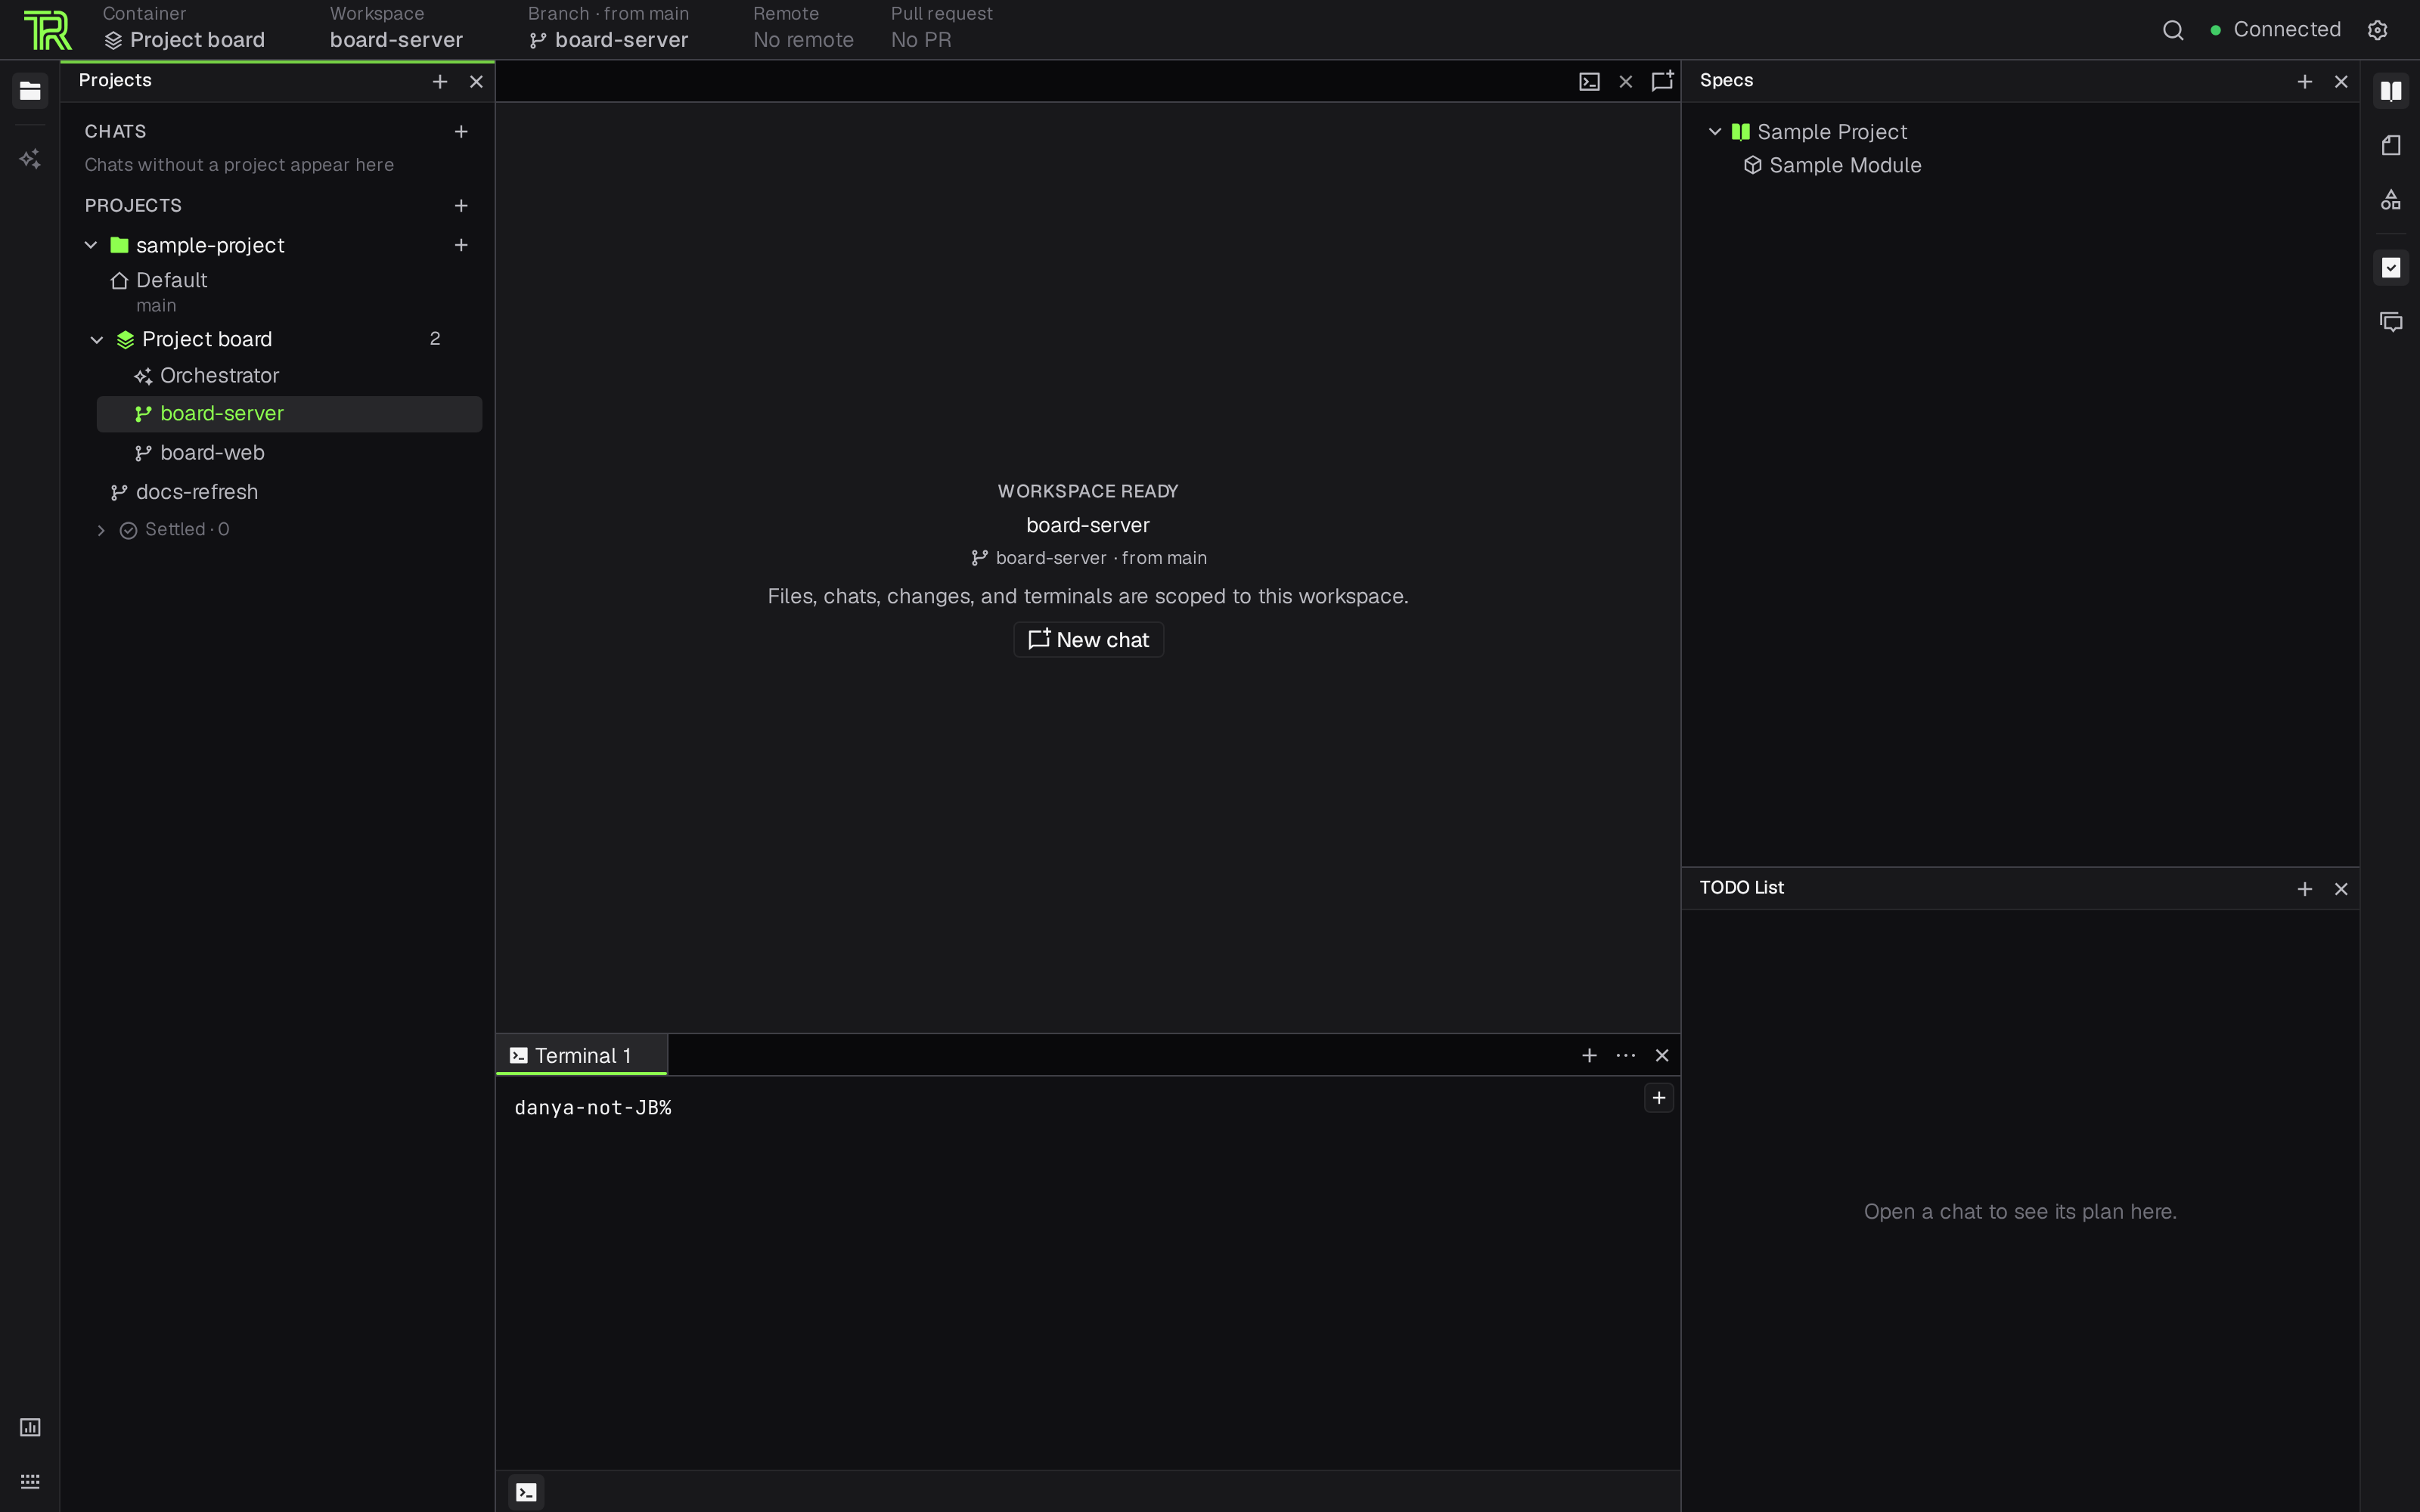 Container
Project board
Workspace
board-server
Branch · from main
board-server
Remote
No remote
Pull request
No PR
Connected
Projects
CHATS
Chats without a project appear here
PROJECTS
sample-project
Default
main
Project board 2
Orchestrator
board-server
board-web
docs-refresh
Settled · 0
WORKSPACE READY
board-server
board-server · from main
Files, chats, changes, and terminals are scoped to this workspace.
New chat
Terminal 1
danya-not-JB%
Specs
Sample Project
Sample Module
TODO List
Open a chat to see its plan here.